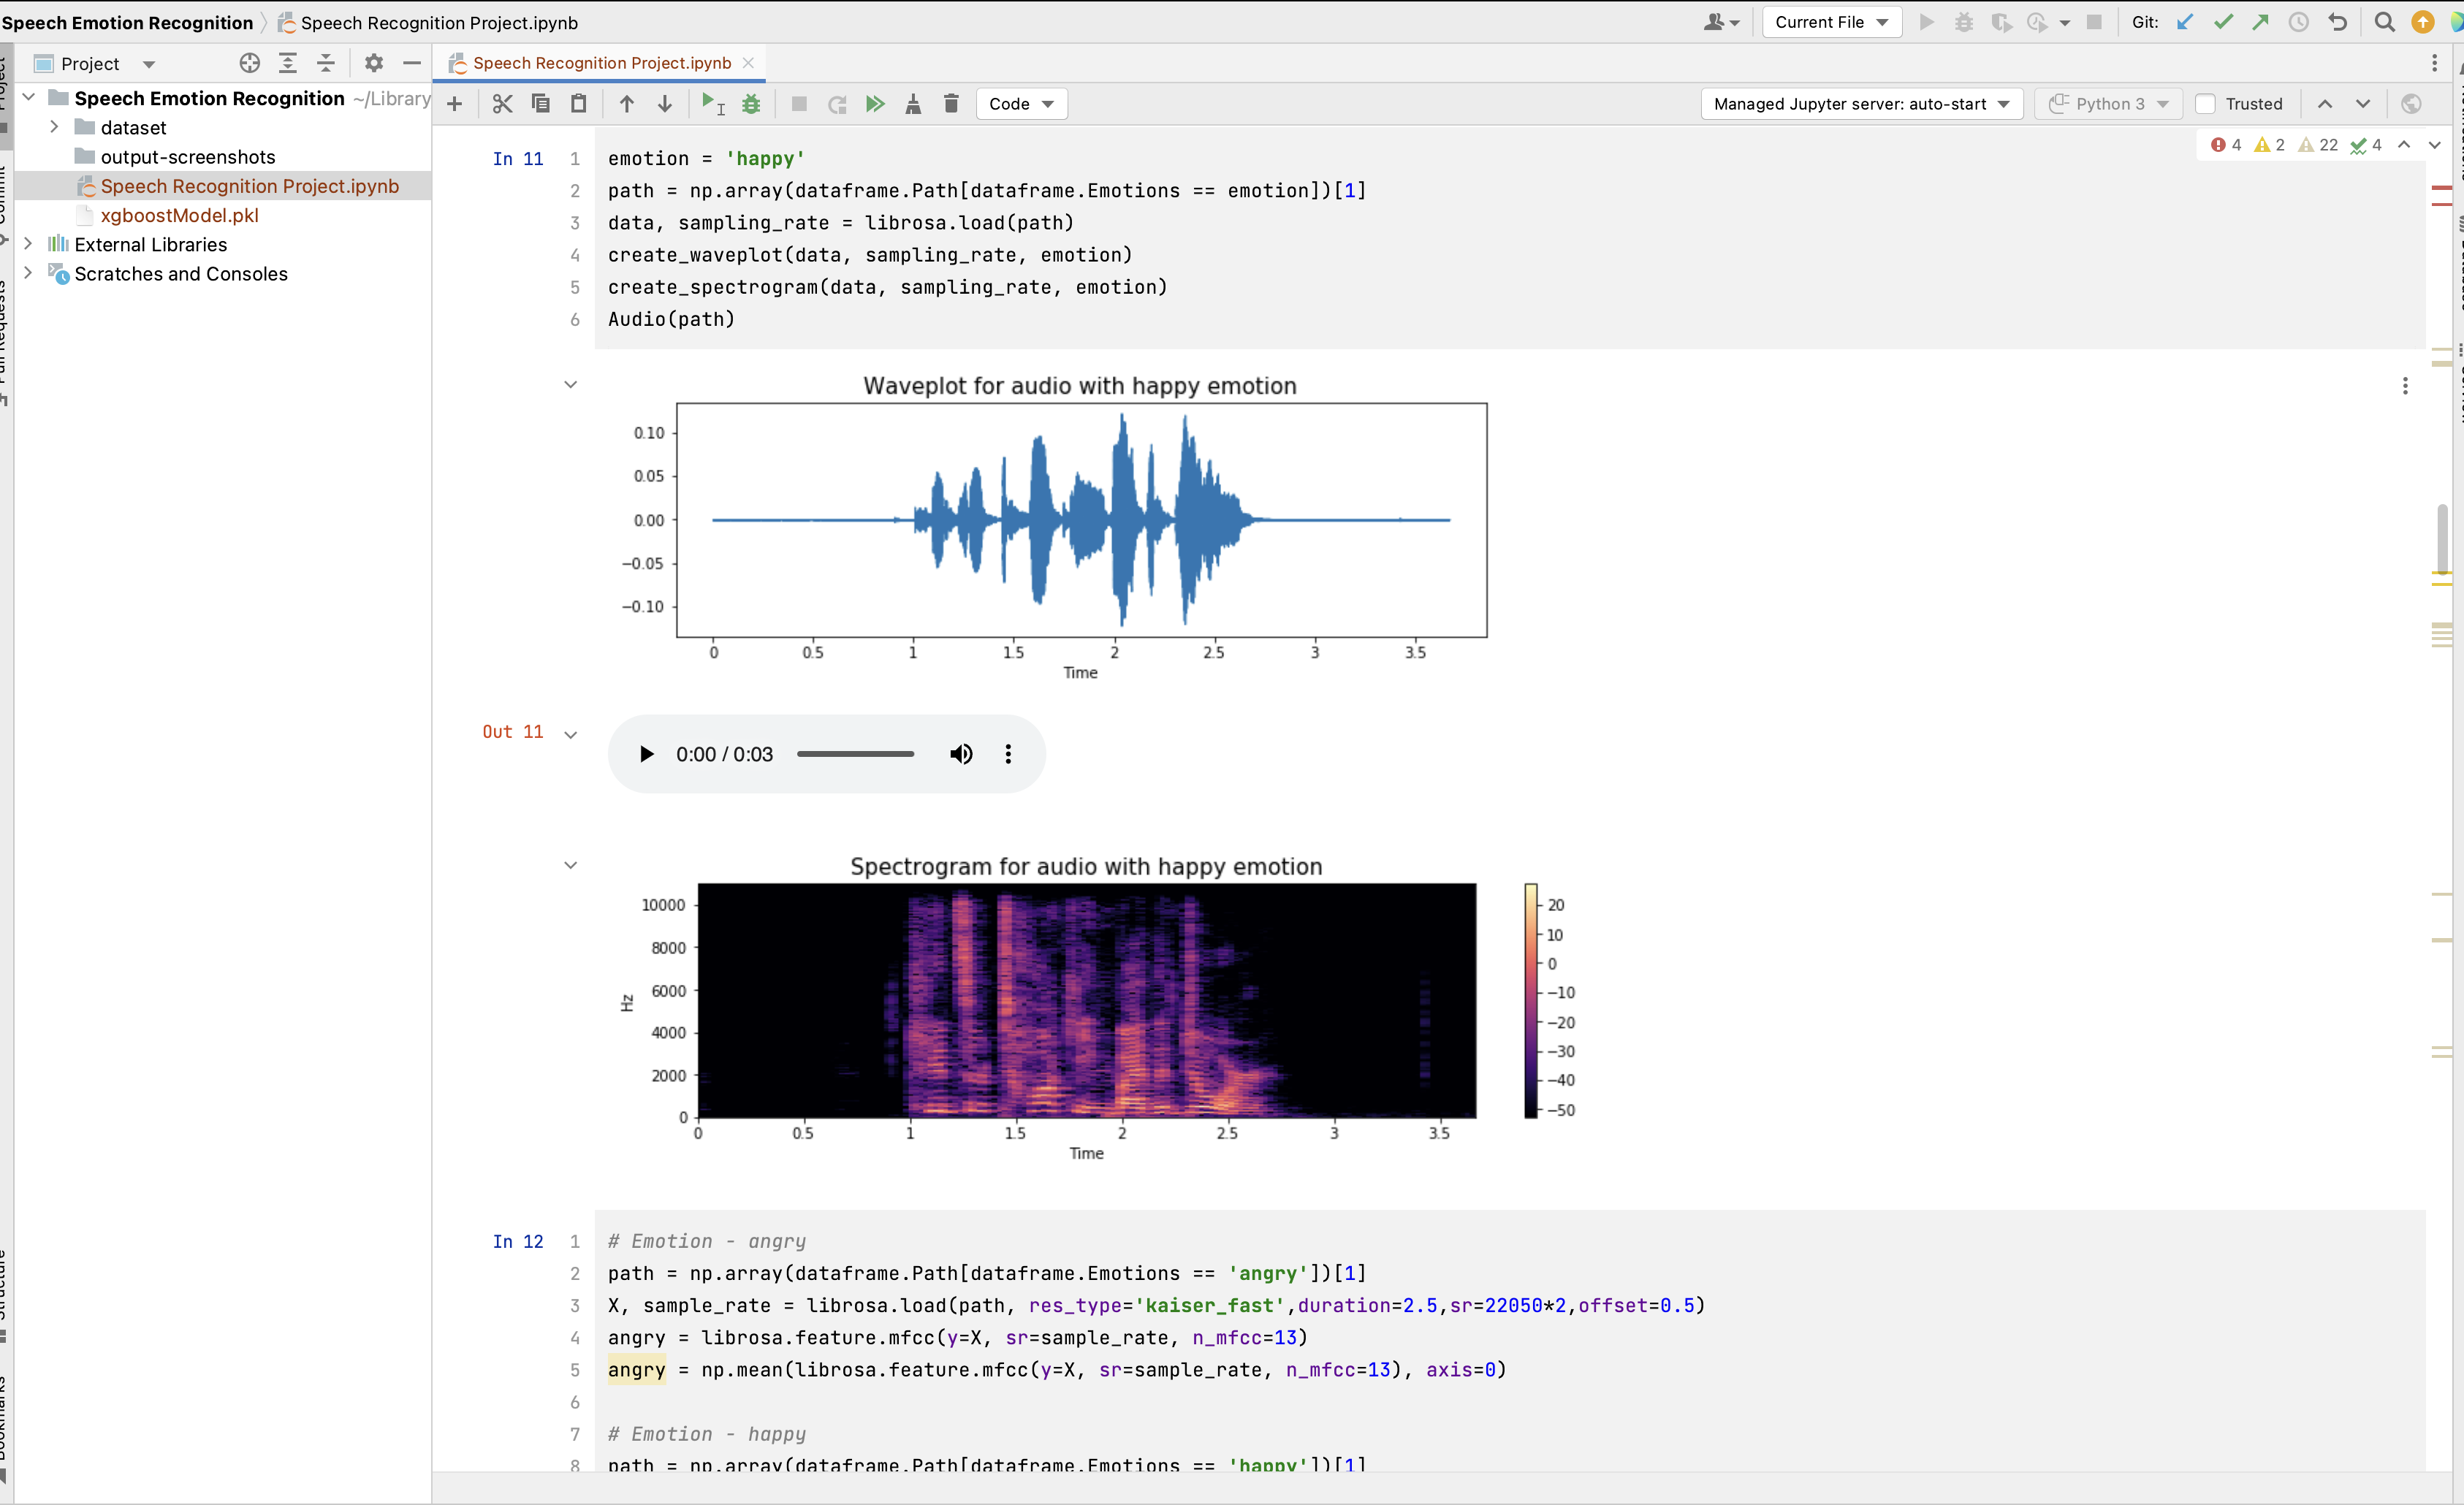 Speech Emotion Recognition Speech Recognition Project.ipynb
Current File
Git:
Project
Speech Recognition Project.ipynb
Speech Emotion Recognition ~/Library
dataset
output-screenshots
Speech Recognition Project.ipynb
xgboostModel.pkl
External Libraries
Scratches and Consoles
Commit
Pull Requests
Structure
Bookmarks
Code
Managed Jupyter server: auto-start
Python 3
Trusted
4 2 22 4
In 11
1 emotion = 'happy'
2 path = np.array(dataframe.Path[dataframe.Emotions == emotion])[1]
3 data, sampling_rate = librosa.load(path)
4 create_waveplot(data, sampling_rate, emotion)
5 create_spectrogram(data, sampling_rate, emotion)
6 Audio(path)
Waveplot for audio with happy emotion
0.10
0.05
0.00
−0.05
−0.10
0 0.5 1 1.5 2 2.5 3 3.5
Time
Out 11
0:00 / 0:03
Spectrogram for audio with happy emotion
10000
8000
6000
4000
2000
0
Hz
0 0.5 1 1.5 2 2.5 3 3.5
Time
20
10
0
−10
−20
−30
−40
−50
In 12
1 # Emotion - angry
2 path = np.array(dataframe.Path[dataframe.Emotions == 'angry'])[1]
3 X, sample_rate = librosa.load(path, res_type='kaiser_fast',duration=2.5,sr=22050*2,offset=0.5)
4 angry = librosa.feature.mfcc(y=X, sr=sample_rate, n_mfcc=13)
5 angry = np.mean(librosa.feature.mfcc(y=X, sr=sample_rate, n_mfcc=13), axis=0)
6
7 # Emotion - happy
8 path = np.array(dataframe.Path[dataframe.Emotions == 'happy'])[1]